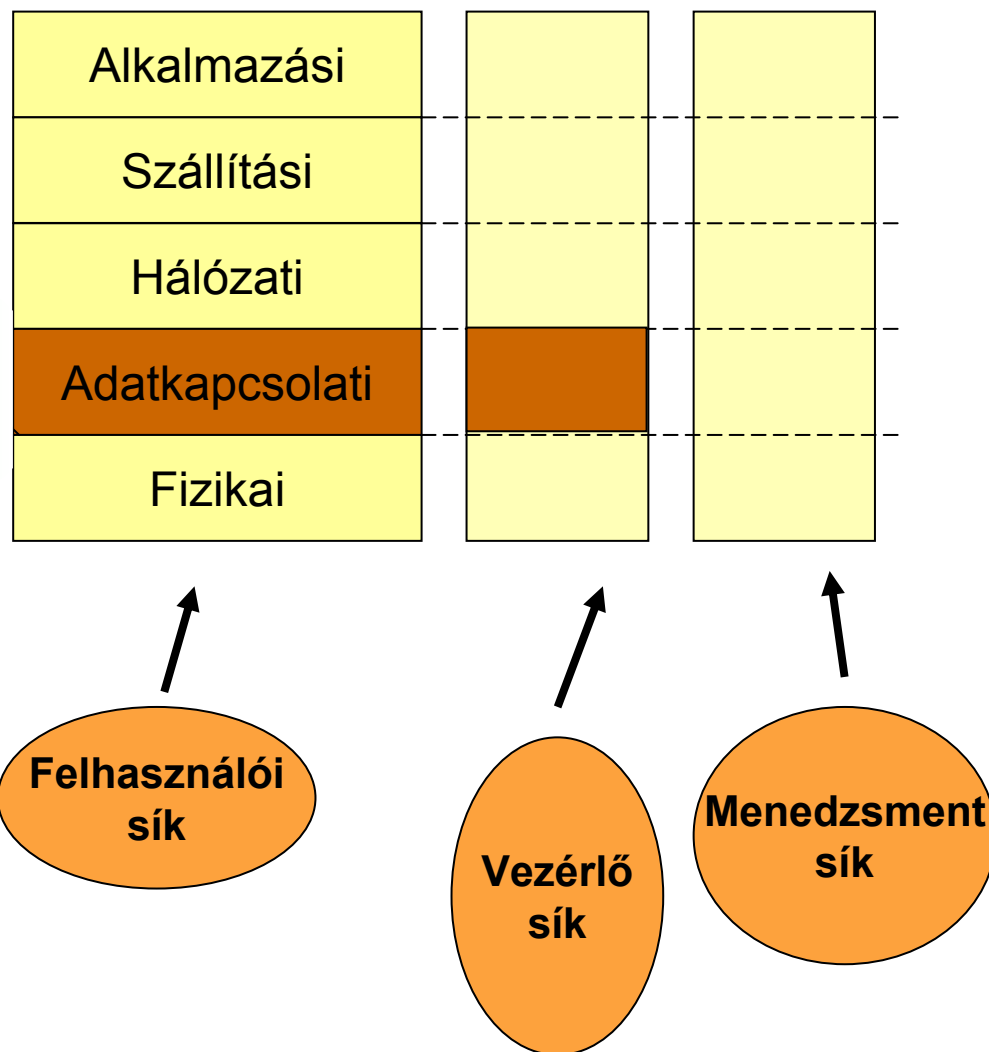 Alkalmazási
Szállítási
Hálózati
Adatkapcsolati
Fizikai
Felhasználói
sík
Vezérlő
sík
Menedzsment
sík